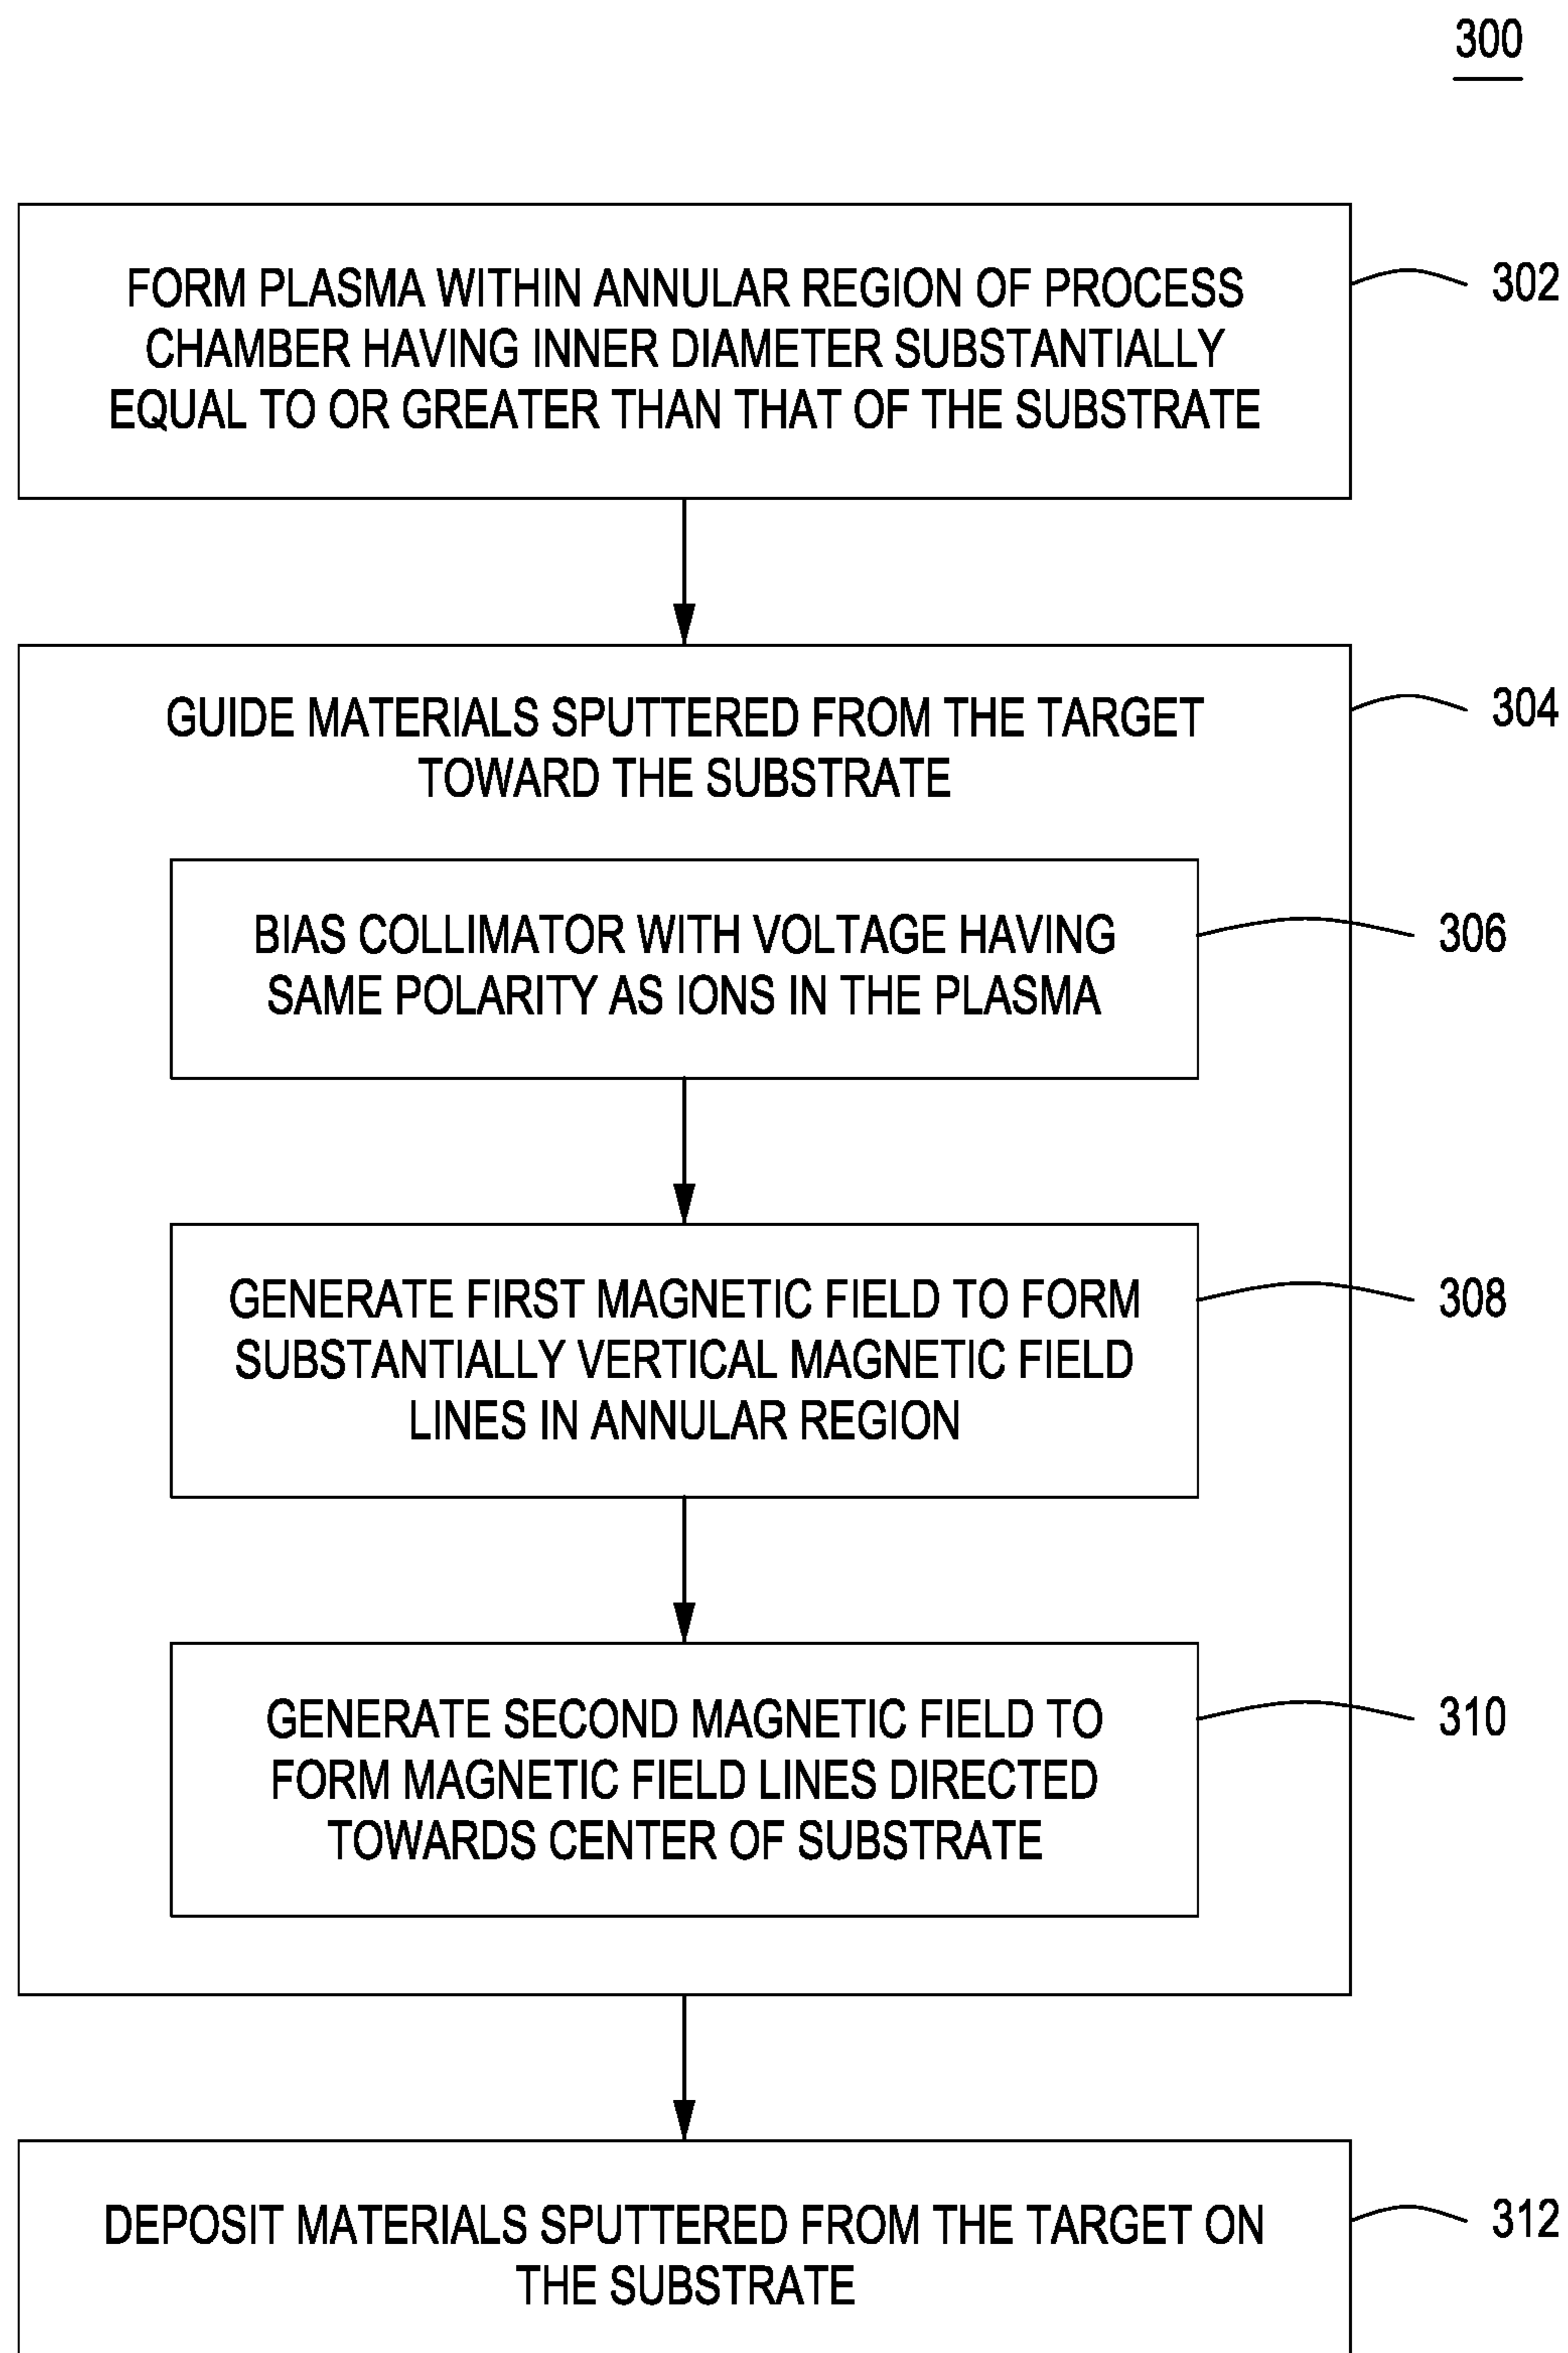 300
FORM PLASMA WITHIN ANNULAR REGION OF PROCESS
CHAMBER HAVING INNER DIAMETER SUBSTANTIALLY
EQUAL TO OR GREATER THAN THAT OF THE SUBSTRATE
302
GUIDE MATERIALS SPUTTERED FROM THE TARGET
TOWARD THE SUBSTRATE
304
BIAS COLLIMATOR WITH VOLTAGE HAVING
SAME POLARITY AS IONS IN THE PLASMA
306
GENERATE FIRST MAGNETIC FIELD TO FORM
SUBSTANTIALLY VERTICAL MAGNETIC FIELD
LINES IN ANNULAR REGION
308
GENERATE SECOND MAGNETIC FIELD TO
FORM MAGNETIC FIELD LINES DIRECTED
TOWARDS CENTER OF SUBSTRATE
310
DEPOSIT MATERIALS SPUTTERED FROM THE TARGET ON
THE SUBSTRATE
312